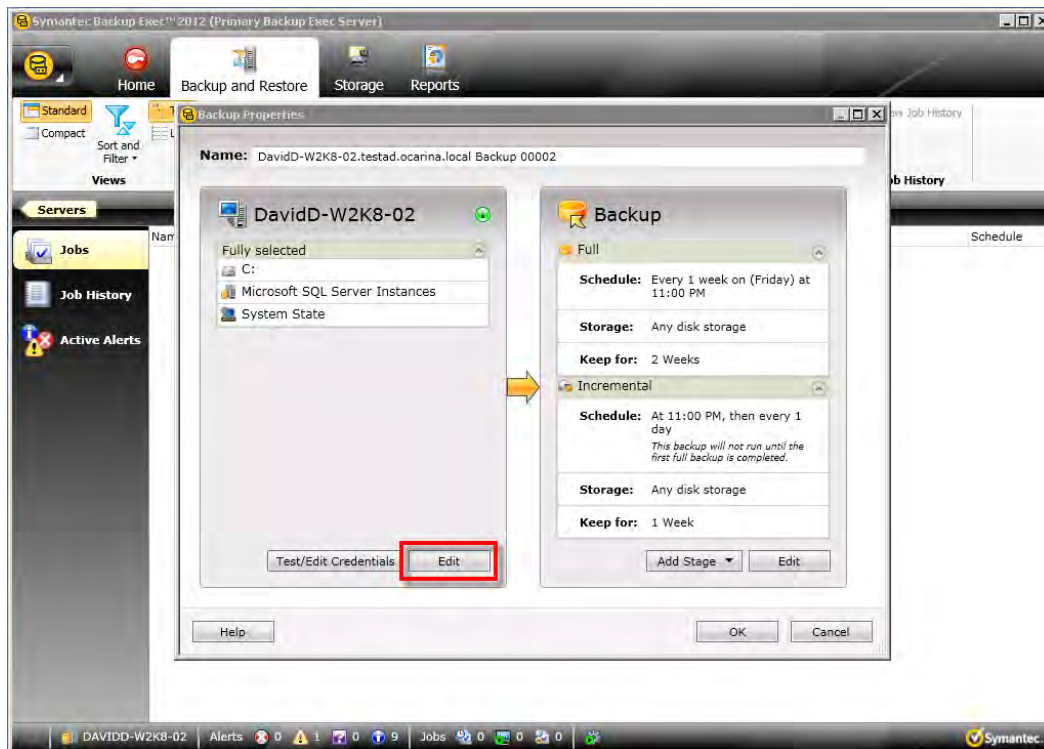 Symantec Backup Exec™ 2012 (Primary Backup Exec Server)
Home
Backup and Restore
Storage
Reports
Standard
Compact
Sort and
Filter
Views
Job History
Backup Properties
Name: DavidD-W2K8-02.testad.ocarina.local Backup 00002
Servers
Jobs
Job History
Active Alerts
Schedule
DavidD-W2K8-02
Fully selected
C:
Microsoft SQL Server Instances
System State
Test/Edit Credentials
Edit
Backup
Full
Schedule: Every 1 week on (Friday) at
11:00 PM
Storage: Any disk storage
Keep for: 2 Weeks
Incremental
Schedule: At 11:00 PM, then every 1
day
This backup will not run until the
first full backup is completed.
Storage: Any disk storage
Keep for: 1 Week
Add Stage
Edit
Help
OK
Cancel
DAVIDD-W2K8-02 Alerts 0 1 0 9 Jobs 0 0 0
Symantec.